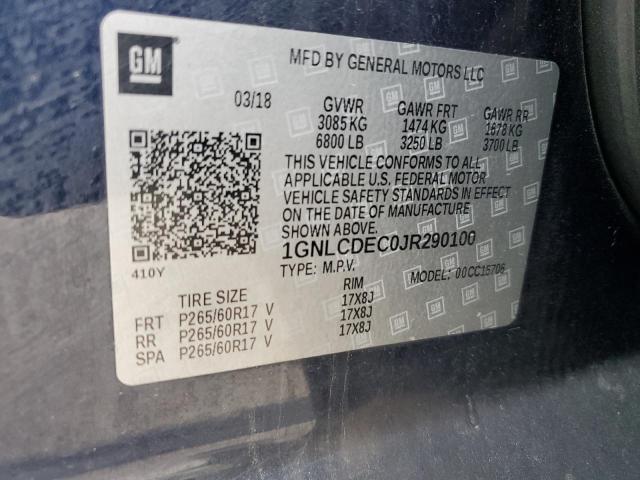 GM
MFD BY GENERAL MOTORS LLC
03/18 GVWR GAWR FRT GAWR RR
3085 KG 1474 KG 1678 KG
6800 LB 3250 LB 3700 LB
THIS VEHICLE CONFORMS TO ALL
APPLICABLE U.S. FEDERAL MOTOR
VEHICLE SAFETY STANDARDS IN EFFECT
ON THE DATE OF MANUFACTURE
SHOWN ABOVE.
1GNLCDEC0JR290100
410Y TYPE: M.P.V. MODEL: 00CC15706
TIRE SIZE RIM
FRT P265/60R17 V 17X8J
RR P265/60R17 V 17X8J
SPA P265/60R17 V 17X8J